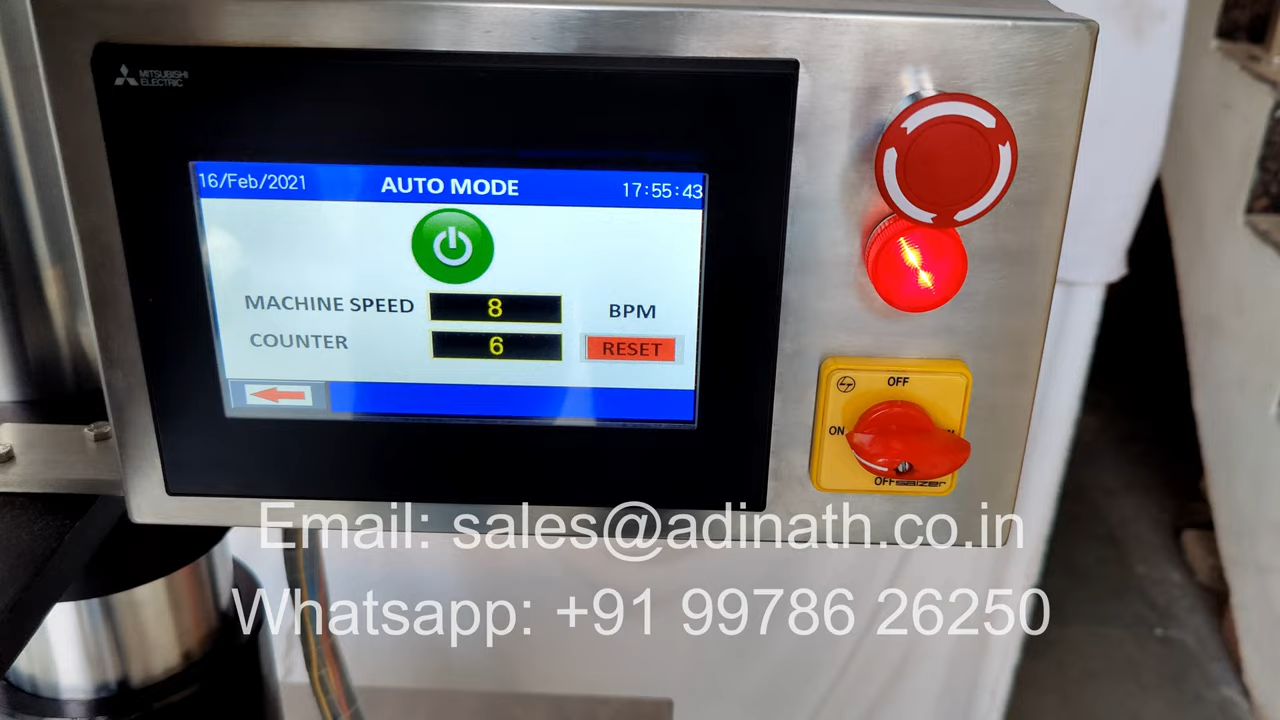 MITSUBISHI
ELECTRIC
16/Feb/2021 AUTO MODE 17:55:43
MACHINE SPEED 8 BPM
COUNTER 6 RESET
OFF
ON
OFF salzer
Email: sales@adinath.co.in
Whatsapp: +91 99786 26250